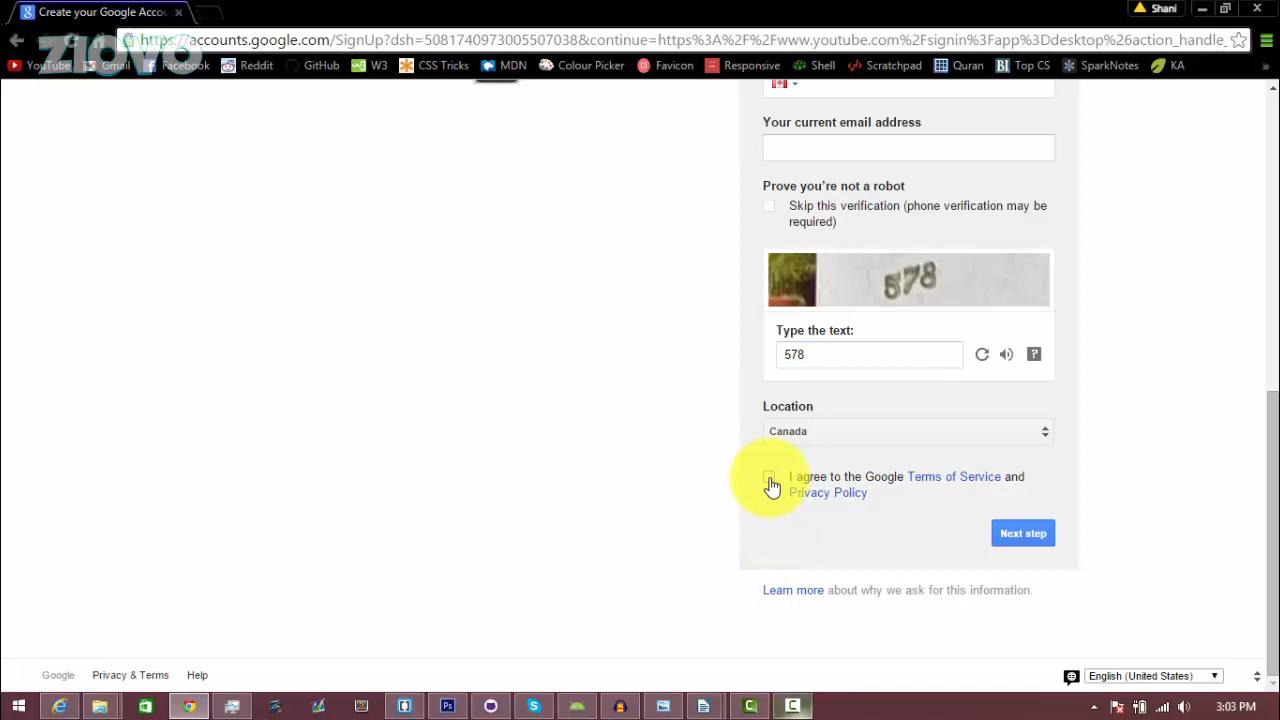 Create your Google Accou
Shani
https://accounts.google.com/SignUp?dsh=5081740973005507038&continue=https%3A%2F%2Fwww.youtube.com%2Fsignin%3Fapp%3Ddesktop%26action_handle_
ZIOVO
YouTube Gmail Facebook Reddit GitHub W3 CSS Tricks MDN Colour Picker Favicon Responsive Shell Scratchpad Quran Top CS SparkNotes KA »
Your current email address
Prove you're not a robot
Skip this verification (phone verification may be
required)
578
Type the text:
578
Location
Canada
I agree to the Google Terms of Service and
Privacy Policy
Next step
Learn more about why we ask for this information.
Google Privacy & Terms Help
English (United States)
3:03 PM